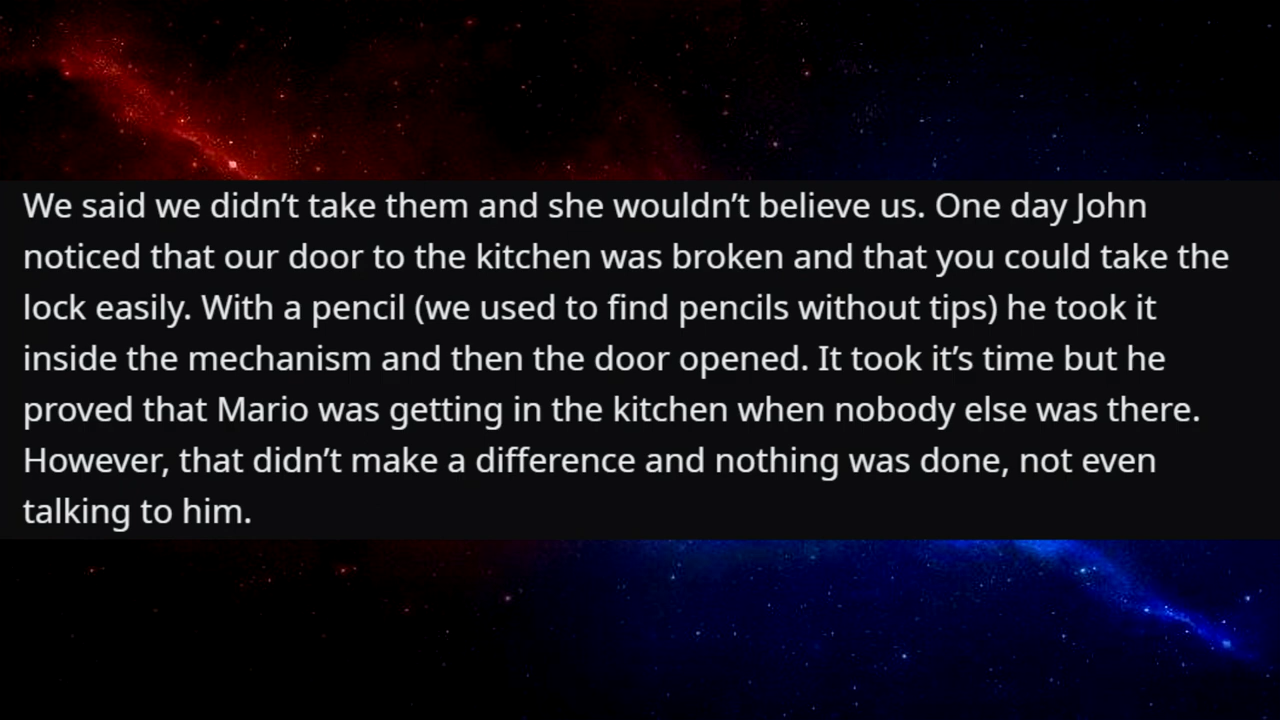 We said we didn’t take them and she wouldn’t believe us. One day John
noticed that our door to the kitchen was broken and that you could take the
lock easily. With a pencil (we used to find pencils without tips) he took it
inside the mechanism and then the door opened. It took it’s time but he
proved that Mario was getting in the kitchen when nobody else was there.
However, that didn’t make a difference and nothing was done, not even
talking to him.